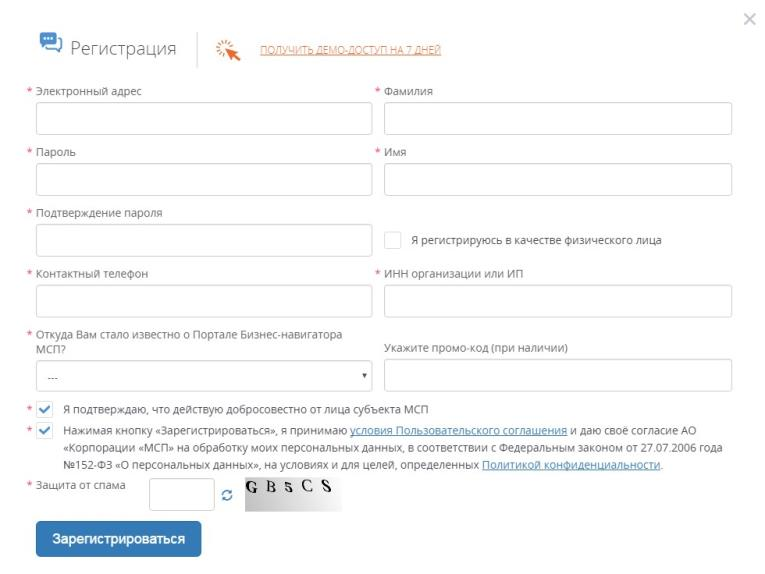 Регистрация
ПОЛУЧИТЬ ДЕМО-ДОСТУП НА 7 ДНЕЙ
* Электронный адрес
* Фамилия
* Пароль
* Имя
* Подтверждение пароля
Я регистрируюсь в качестве физического лица
* Контактный телефон
* ИНН организации или ИП
* Откуда Вам стало известно о Портале Бизнес-навигатора
МСП?
Укажите промо-код (при наличии)
---
* Я подтверждаю, что действую добросовестно от лица субъекта МСП
* Нажимая кнопку «Зарегистрироваться», я принимаю условия Пользовательского соглашения и даю своё согласие АО
«Корпорации «МСП» на обработку моих персональных данных, в соответствии с Федеральным законом от 27.07.2006 года
№152-ФЗ «О персональных данных», на условиях и для целей, определенных Политикой конфиденциальности.
* Защита от спама
Зарегистрироваться